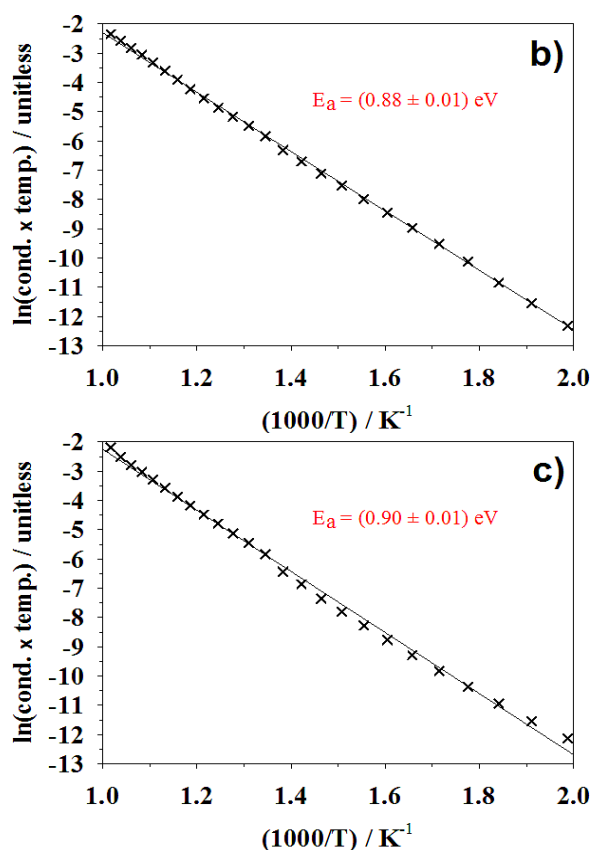 -2
-3
-4
-5
-6
-7
-8
-9
-10
-11
-12
-13
ln(cond. x temp.) / unitless
b)
Ea = (0.88 ± 0.01) eV
1.0 1.2 1.4 1.6 1.8 2.0
(1000/T) / K-1
-2
-3
-4
-5
-6
-7
-8
-9
-10
-11
-12
-13
ln(cond. x temp.) / unitless
c)
Ea = (0.90 ± 0.01) eV
1.0 1.2 1.4 1.6 1.8 2.0
(1000/T) / K-1